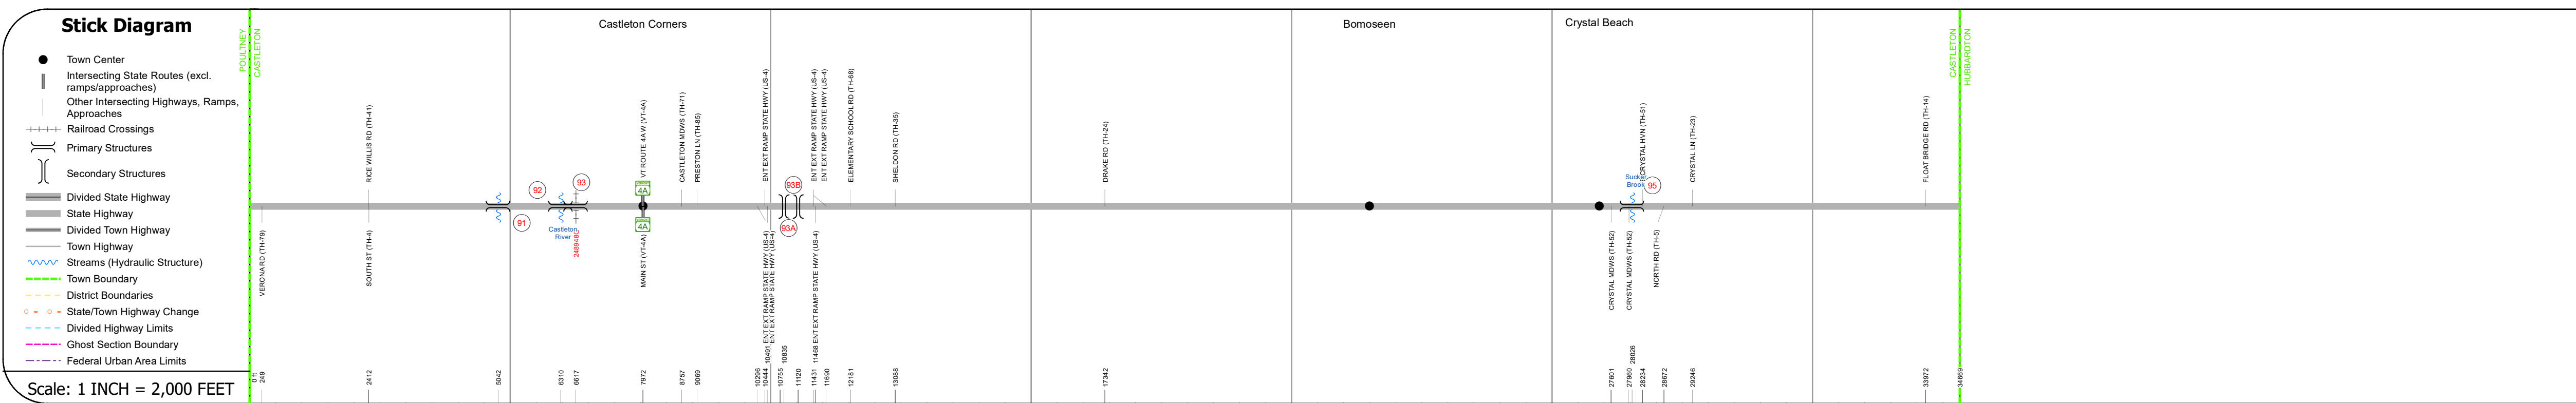 Stick Diagram
Town Center
Intersecting State Routes (excl.
ramps/approaches)
Other Intersecting Highways, Ramps,
Approaches
Railroad Crossings
Primary Structures
Secondary Structures
Divided State Highway
State Highway
Divided Town Highway
Town Highway
Streams (Hydraulic Structure)
Town Boundary
District Boundaries
State/Town Highway Change
Divided Highway Limits
Ghost Section Boundary
Federal Urban Area Limits
Scale: 1 INCH = 2,000 FEET
Castleton Corners
Bomoseen
Crystal Beach
POULTNEY
CASTLETON
CASTLETON
HUBBARDTON
RICE WILLIS RD (TH-41)
VT ROUTE 4A W (VT-4A)
CASTLETON MDWS (TH-71)
PRESTON LN (TH-85)
ENT EXT RAMP STATE HWY (US-4)
ENT EXT RAMP STATE HWY (US-4)
ENT EXT RAMP STATE HWY (US-4)
ELEMENTARY SCHOOL RD (TH-68)
SHELDON RD (TH-35)
DRAKE RD (TH-24)
CRYSTAL HVN (TH-51)
CRYSTAL LN (TH-23)
FLOAT BRIDGE RD (TH-14)
92
93
4A
93B
Sucker
Brook
95
91
Castleton
River
248948C
4A
93A
VERONA RD (TH-79)
SOUTH ST (TH-4)
MAIN ST (VT-4A)
ENT EXT RAMP STATE HWY (US-4)
ENT EXT RAMP STATE HWY (US-4)
ENT EXT RAMP STATE HWY (US-4)
CRYSTAL MDWS (TH-52)
CRYSTAL MDWS (TH-52)
NORTH RD (TH-5)
0 ft
249
2412
5042
6310
6617
7972
8757
9069
10296
10444
10491
10755
10835
11120
11431
11468
11690
12181
13088
17342
27601
27960
28026
28234
28672
29246
33972
34669